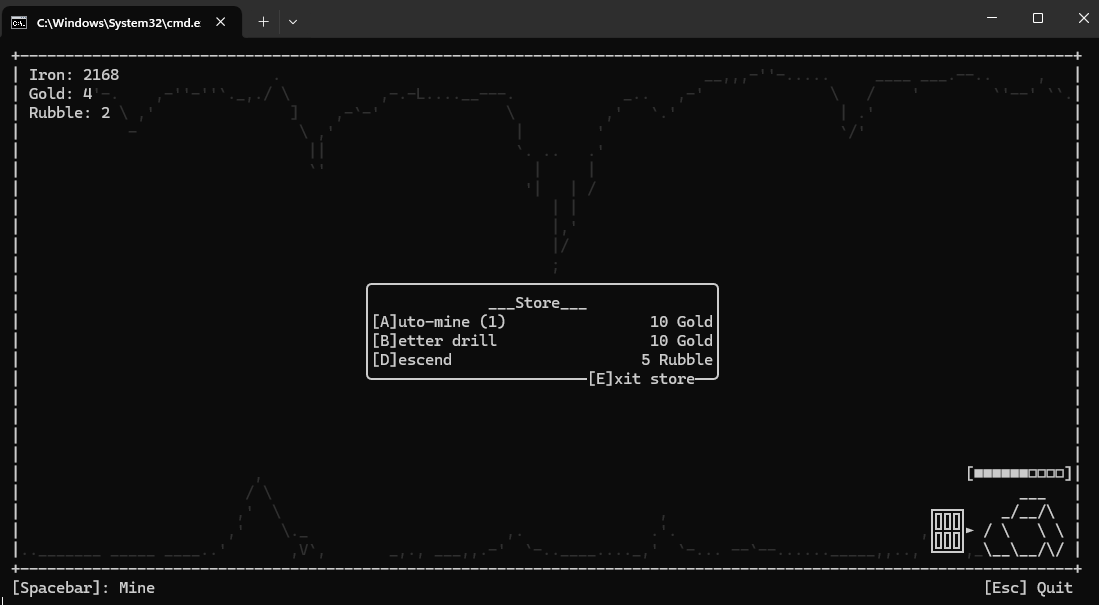 C:\Windows\System32\cmd.e
Iron: 2168
Gold: 4
Rubble: 2
___Store___
[A]uto-mine (1) 10 Gold
[B]etter drill 10 Gold
[D]escend 5 Rubble
[E]xit store
[Spacebar]: Mine
[Esc] Quit